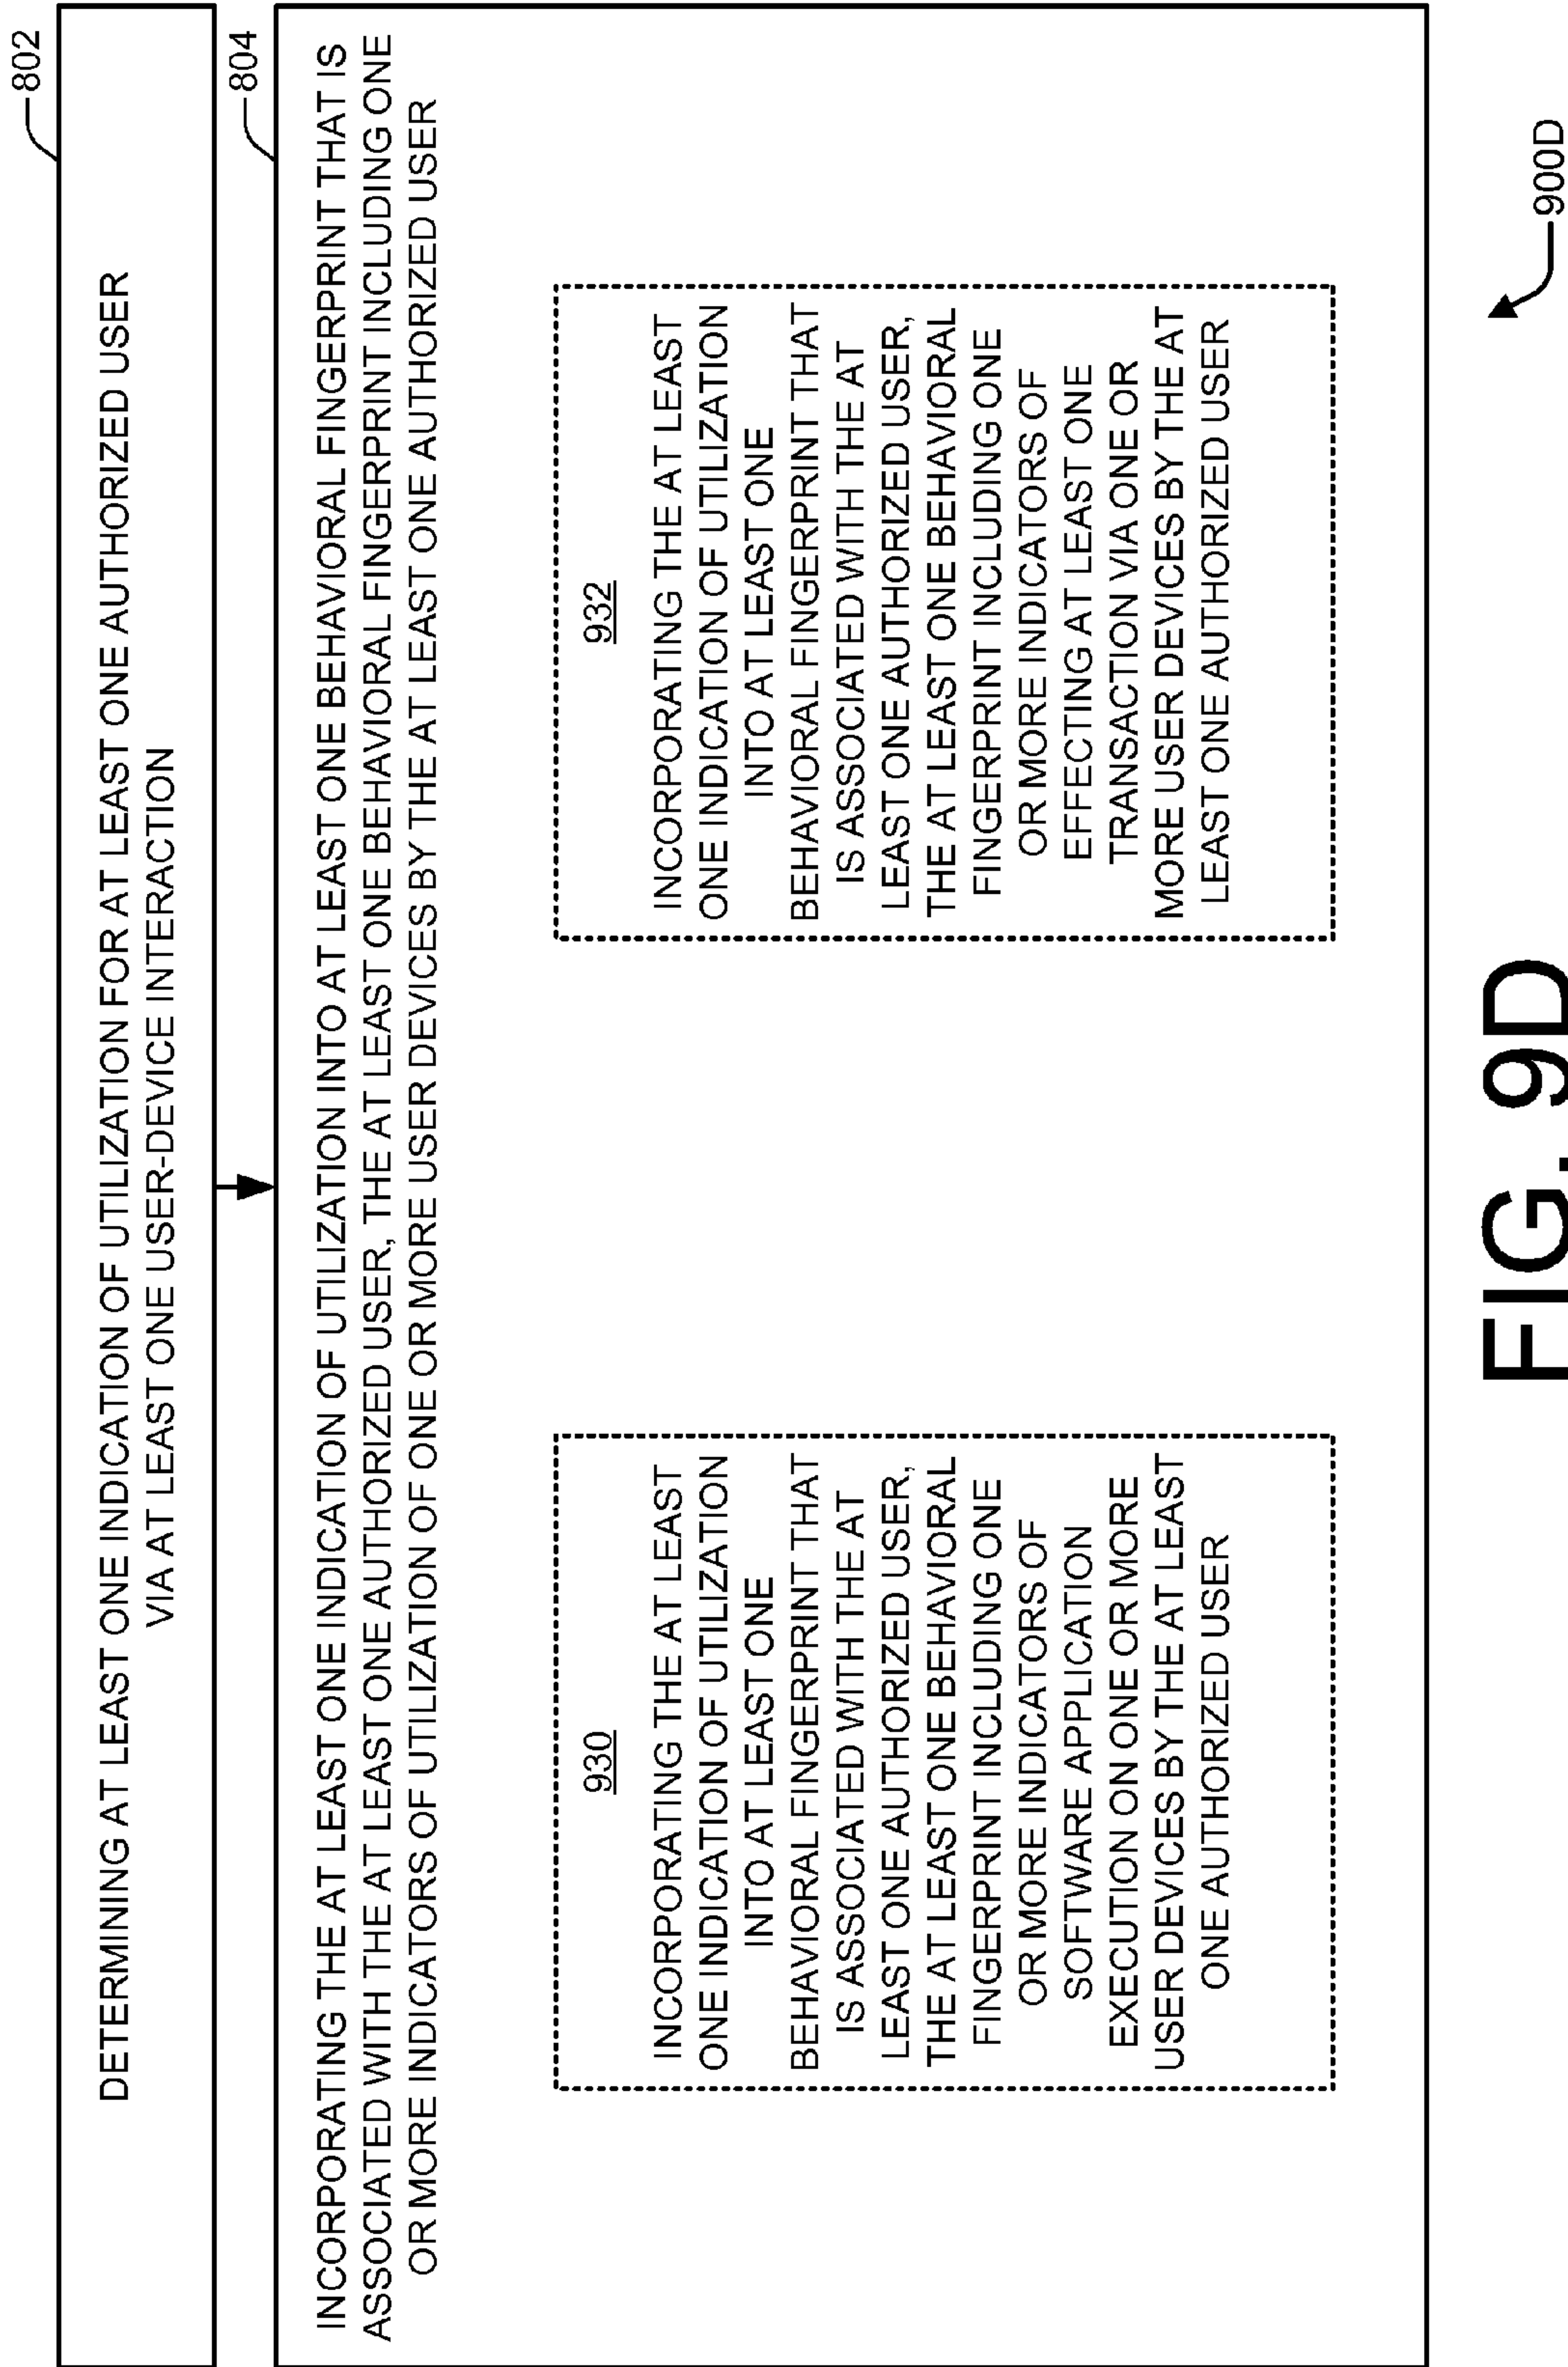 802
DETERMINING AT LEAST ONE INDICATION OF UTILIZATION FOR AT LEAST ONE AUTHORIZED USER
VIA AT LEAST ONE USER-DEVICE INTERACTION
804
INCORPORATING THE AT LEAST ONE INDICATION OF UTILIZATION INTO AT LEAST ONE BEHAVIORAL FINGERPRINT THAT IS
ASSOCIATED WITH THE AT LEAST ONE AUTHORIZED USER, THE AT LEAST ONE BEHAVIORAL FINGERPRINT INCLUDING ONE
OR MORE INDICATORS OF UTILIZATION OF ONE OR MORE USER DEVICES BY THE AT LEAST ONE AUTHORIZED USER
930
INCORPORATING THE AT LEAST
ONE INDICATION OF UTILIZATION
INTO AT LEAST ONE
BEHAVIORAL FINGERPRINT THAT
IS ASSOCIATED WITH THE AT
LEAST ONE AUTHORIZED USER,
THE AT LEAST ONE BEHAVIORAL
FINGERPRINT INCLUDING ONE
OR MORE INDICATORS OF
SOFTWARE APPLICATION
EXECUTION ON ONE OR MORE
USER DEVICES BY THE AT LEAST
ONE AUTHORIZED USER
932
INCORPORATING THE AT LEAST
ONE INDICATION OF UTILIZATION
INTO AT LEAST ONE
BEHAVIORAL FINGERPRINT THAT
IS ASSOCIATED WITH THE AT
LEAST ONE AUTHORIZED USER,
THE AT LEAST ONE BEHAVIORAL
FINGERPRINT INCLUDING ONE
OR MORE INDICATORS OF
EFFECTING AT LEAST ONE
TRANSACTION VIA ONE OR
MORE USER DEVICES BY THE AT
LEAST ONE AUTHORIZED USER
900D
FIG. 9D